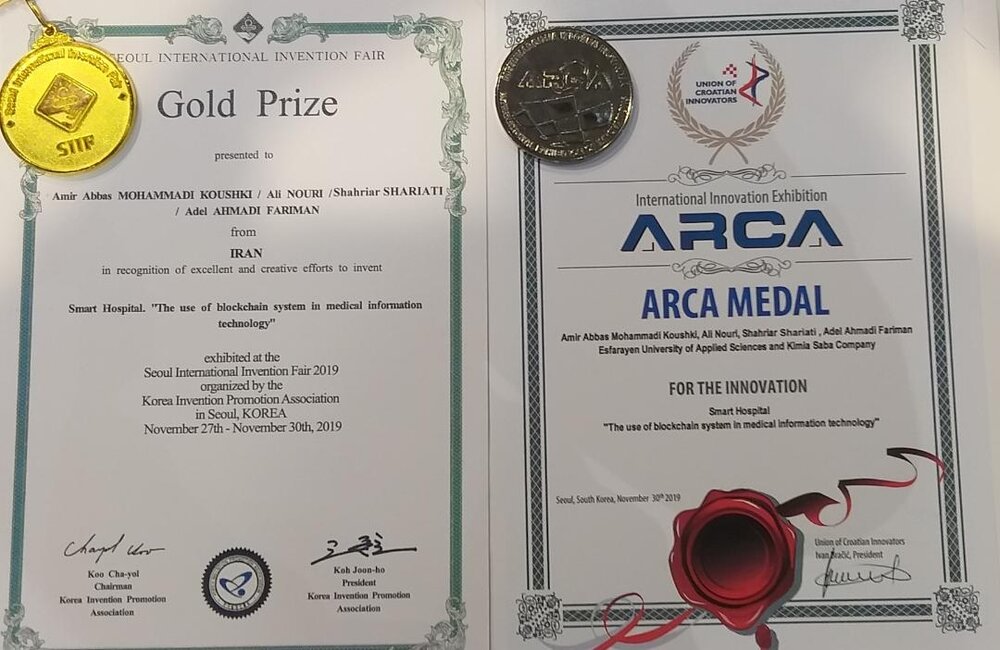 Seoul International Invention Fair
SIIF
SEOUL INTERNATIONAL INVENTION FAIR
Gold Prize
presented to
Amir Abbas MOHAMMADI KOUSHKI / Ali NOURI /Shahriar SHARIATI
/ Adel AHMADI FARIMAN
from
IRAN
in recognition of excellent and creative efforts to invent
Smart Hospital. "The use of blockchain system in medical information
technology"
exhibited at the
Seoul International Invention Fair 2019
organized by the
Korea Invention Promotion Association
in Seoul, KOREA
November 27th - November 30th, 2019
Koo Cha-yol
Chairman
Korea Invention Promotion
Association
Koh Joon-ho
President
Korea Invention Promotion
Association
ARCA
UNION OF
CROATIAN
INNOVATORS
International Innovation Exhibition
ARCA
ARCA MEDAL
Amir Abbas Mohammadi Koushki, Ali Nouri, Shahriar Shariati , Adel Ahmadi Fariman
Esfarayen University of Applied Sciences and Kimia Saba Company
FOR THE INNOVATION
Smart Hospital
"The use of blockchain system in medical information technology"
Seoul, South Korea, November 30th 2019
Union of Croatian Innovators
Ivan Bračić, President